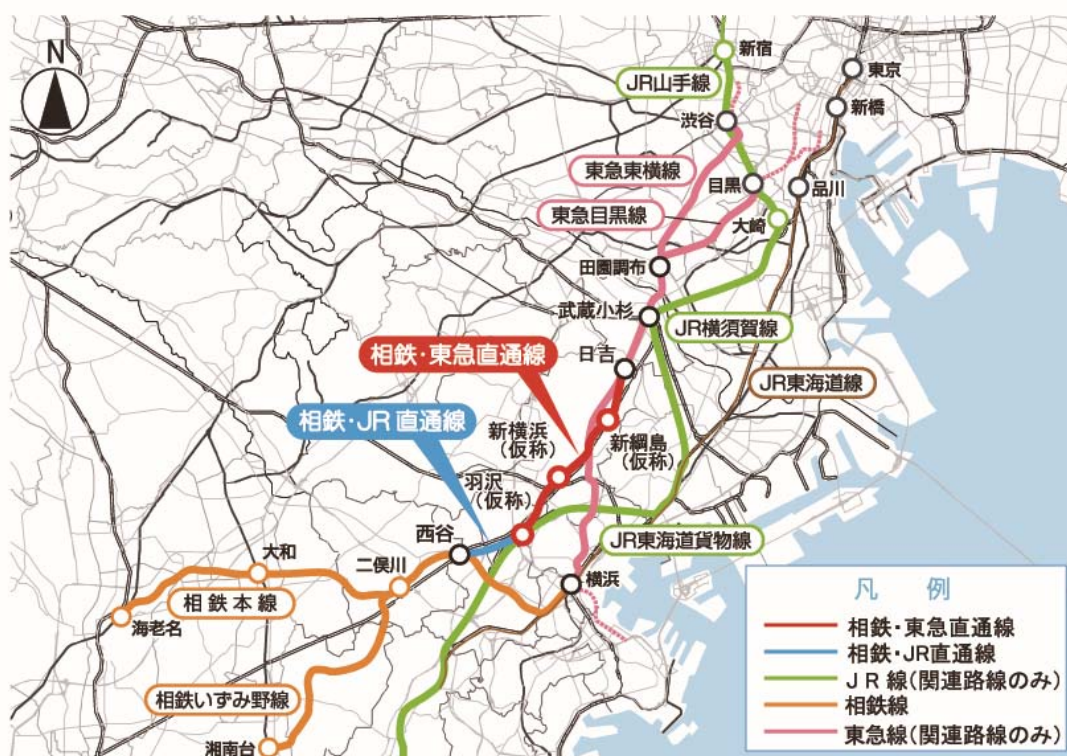 N
新宿
東京
JR山手線
新橋
渋谷
東急東横線
目黒
品川
東急目黒線
大崎
田園調布
武蔵小杉
JR横須賀線
相鉄・東急直通線
日吉
JR東海道線
相鉄・JR直通線
新横浜
(仮称)
新綱島
(仮称)
羽沢
(仮称)
西谷
JR東海道貨物線
大和
二俣川
横浜
相鉄本線
海老名
相鉄いずみ野線
湘南台
凡 例
相鉄・東急直通線
相鉄・JR直通線
JR線(関連路線のみ)
相鉄線
東急線(関連路線のみ)